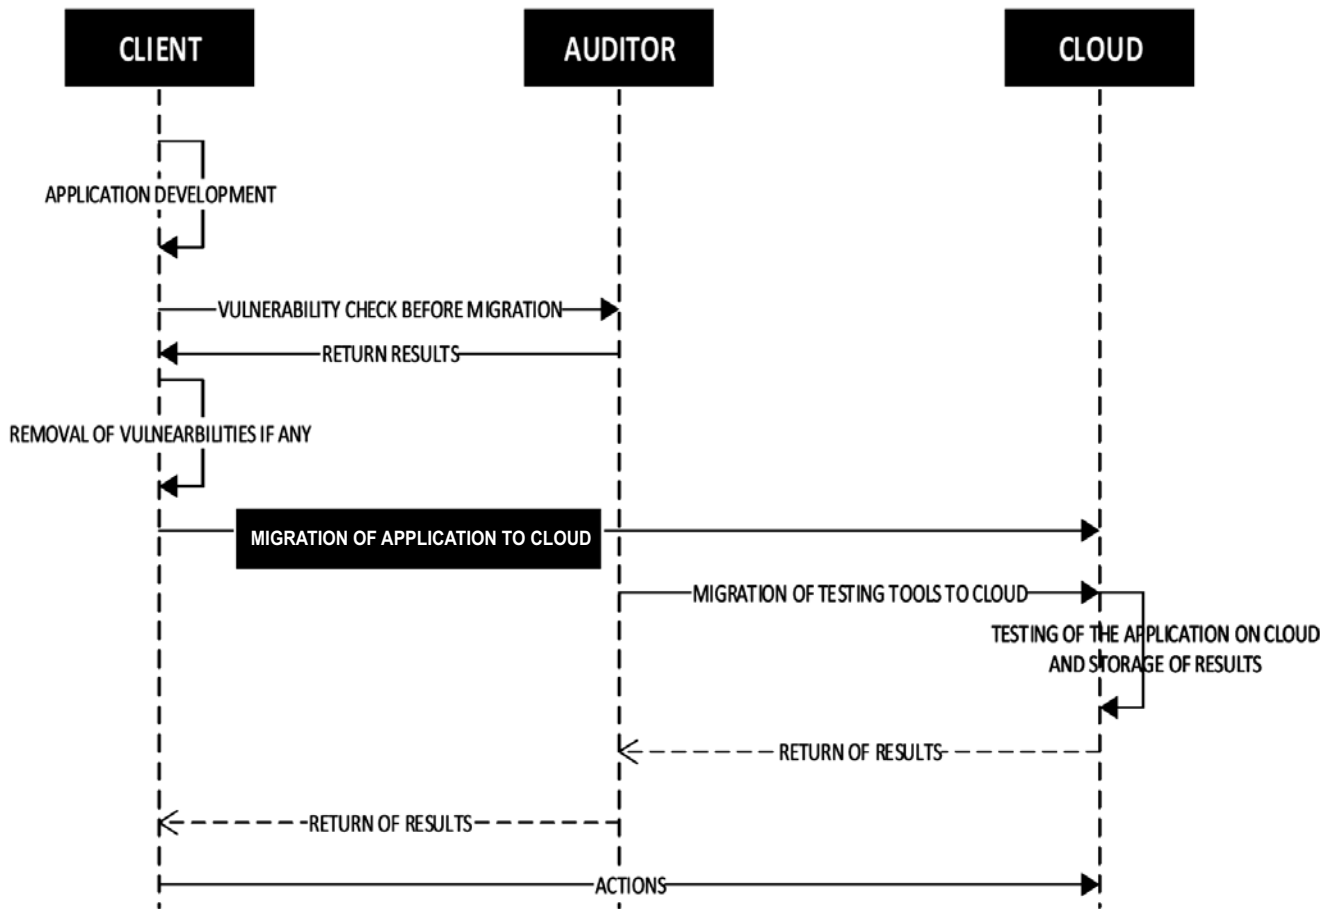 CLIENT
AUDITOR
CLOUD
APPLICATION DEVELOPMENT
VULNERABILITY CHECK BEFORE MIGRATION
RETURN RESULTS
REMOVAL OF VULNEARBILITIES IF ANY
MIGRATION OF APPLICATION TO CLOUD
MIGRATION OF TESTING TOOLS TO CLOUD
TESTING OF THE APPLICATION ON CLOUD
AND STORAGE OF RESULTS
RETURN OF RESULTS
RETURN OF RESULTS
ACTIONS